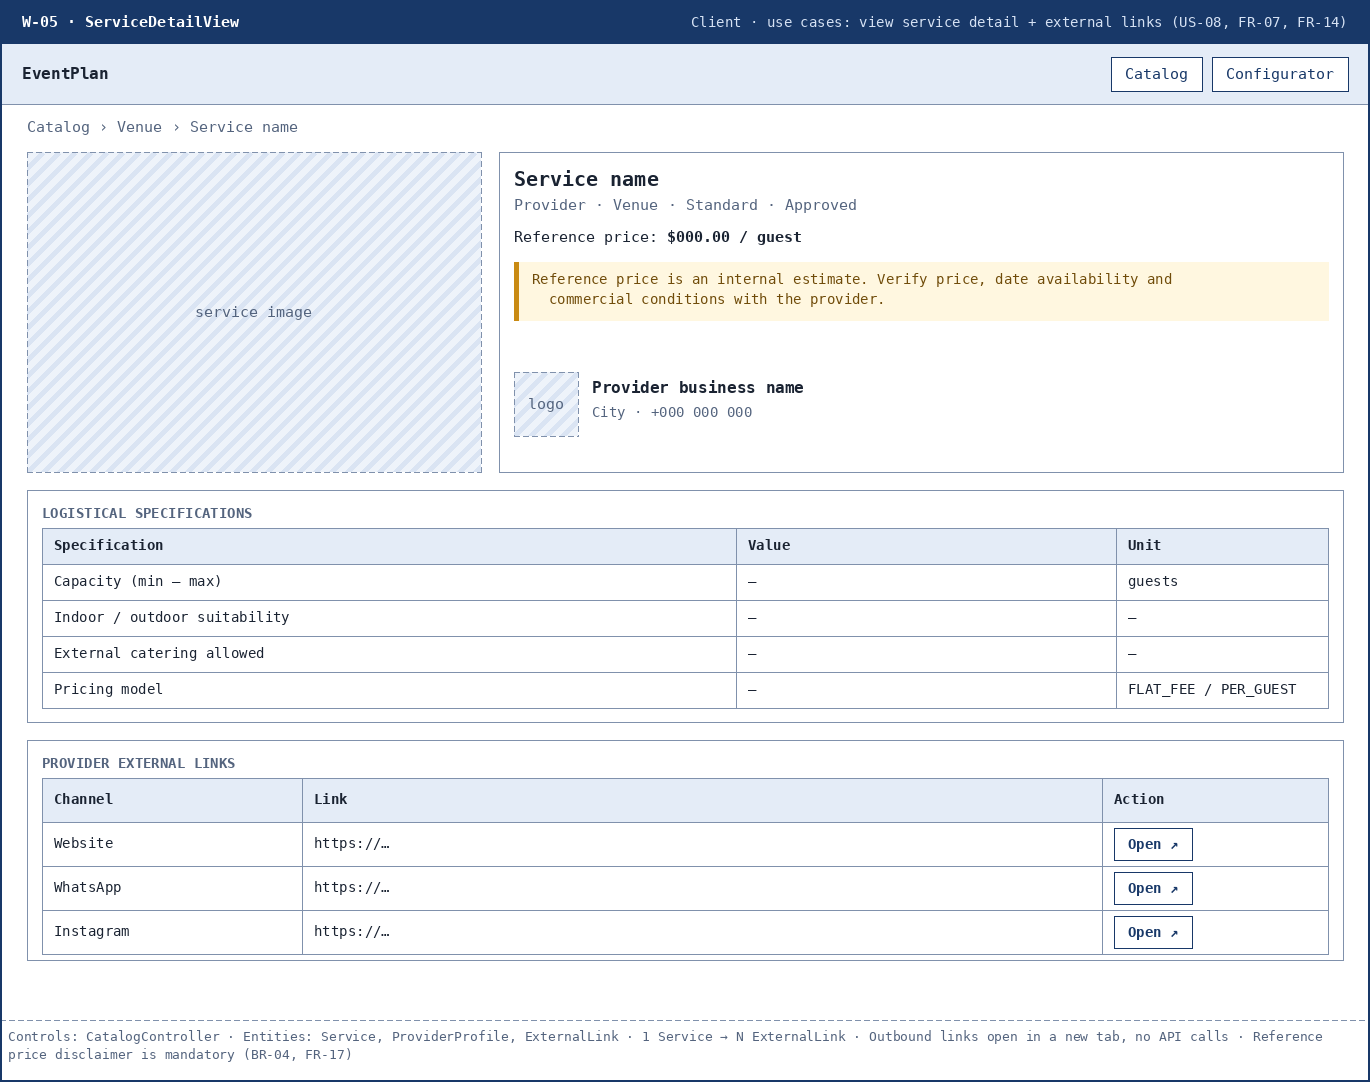 W-05 · ServiceDetailView
Client · use cases: view service detail + external links (US-08, FR-07, FR-14)
EventPlan
Catalog
Configurator
Catalog › Venue › Service name
service image
Service name
Provider · Venue · Standard · Approved
Reference price: $000.00 / guest
Reference price is an internal estimate. Verify price, date availability and
commercial conditions with the provider.
logo
Provider business name
City · +000 000 000
LOGISTICAL SPECIFICATIONS
Specification Value Unit
Capacity (min — max) — guests
Indoor / outdoor suitability — —
External catering allowed — —
Pricing model — FLAT_FEE / PER_GUEST
PROVIDER EXTERNAL LINKS
Channel Link Action
Website https://… Open ↗
WhatsApp https://… Open ↗
Instagram https://… Open ↗
Controls: CatalogController · Entities: Service, ProviderProfile, ExternalLink · 1 Service → N ExternalLink · Outbound links open in a new tab, no API calls · Reference
price disclaimer is mandatory (BR-04, FR-17)